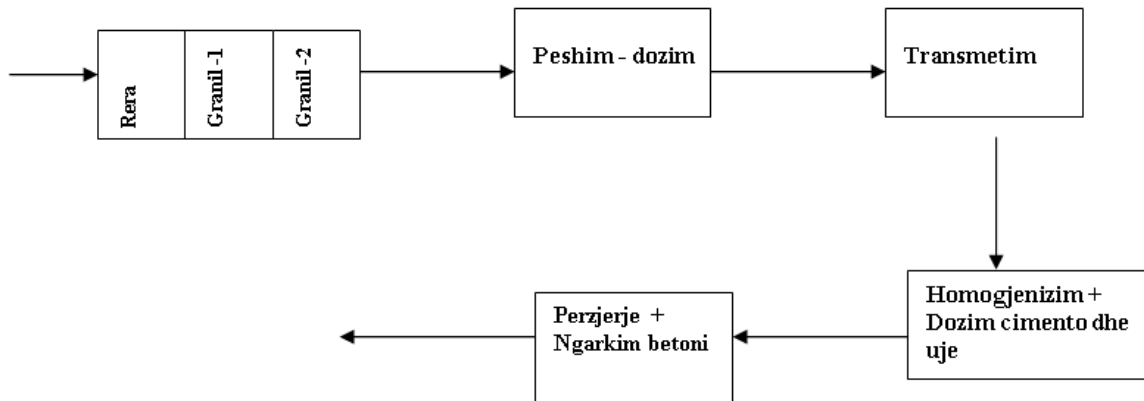 Rera
Granil -1
Granil -2
Peshim - dozim
Transmetim
Homogjenizim +
Dozim cimento dhe
uje
Perzjerje +
Ngarkim betoni